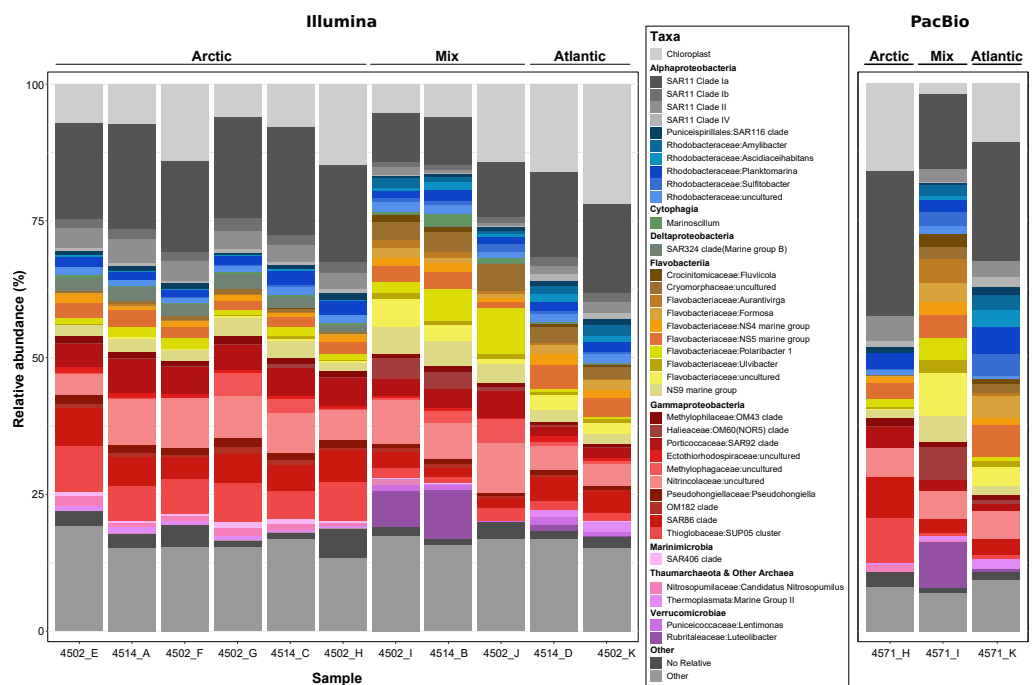 Illumina
PacBio
Arctic
Mix
Atlantic
Arctic
Mix
Atlantic
Relative abundance (%)
100
75
50
25
0
4502_E
4514_A
4502_F
4502_G
4514_C
4502_H
4502_I
4514_B
4502_J
4514_D
4502_K
Sample
Taxa
Chloroplast
Alphaproteobacteria
SAR11 Clade Ia
SAR11 Clade Ib
SAR11 Clade II
SAR11 Clade IV
Puniceispirillales:SAR116 clade
Rhodobacteraceae:Amylibacter
Rhodobacteraceae:Ascidiaceihabitans
Rhodobacteraceae:Planktomarina
Rhodobacteraceae:Sulfitobacter
Rhodobacteraceae:uncultured
Cytophagia
Marinoscillum
Deltaproteobacteria
SAR324 clade(Marine group B)
Flavobacteriia
Crocinitomicaceae:Fluviicola
Cryomorphaceae:uncultured
Flavobacteriaceae:Aurantivirga
Flavobacteriaceae:Formosa
Flavobacteriaceae:NS4 marine group
Flavobacteriaceae:NS5 marine group
Flavobacteriaceae:Polaribacter 1
Flavobacteriaceae:Ulvibacter
Flavobacteriaceae:uncultured
NS9 marine group
Gammaproteobacteria
Methylophilaceae:OM43 clade
Halieaceae:OM60(NOR5) clade
Porticoccaceae:SAR92 clade
Ectothiorhodospiraceae:uncultured
Methylophagaceae:uncultured
Nitrincolaceae:uncultured
Pseudohongiellaceae:Pseudohongiella
OM182 clade
SAR86 clade
Thioglobaceae:SUP05 cluster
Marinimicrobia
SAR406 clade
Thaumarchaeota & Other Archaea
Nitrosopumilaceae:Candidatus Nitrosopumilus
Thermoplasmata:Marine Group II
Verrucomicrobiae
Puniceicoccaceae:Lentimonas
Rubritaleaceae:Luteolibacter
Other
No Relative
Other
4571_H
4571_I
4571_K